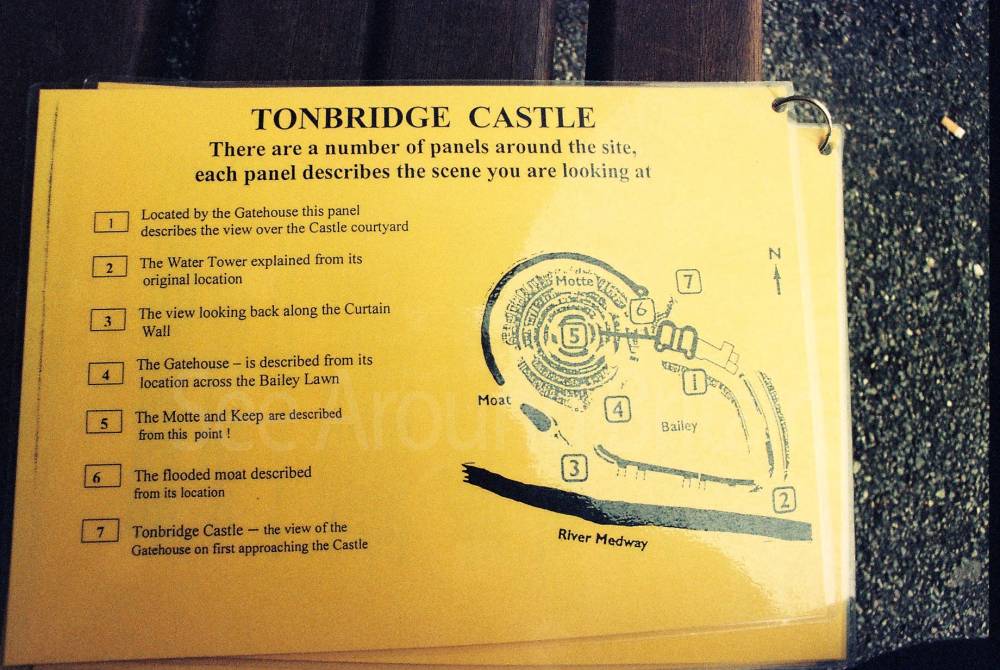 TONBRIDGE CASTLE
There are a number of panels around the site,
each panel describes the scene you are looking at
1 Located by the Gatehouse this panel
describes the view over the Castle courtyard
2 The Water Tower explained from its
original location
3 The view looking back along the Curtain
Wall
4 The Gatehouse – is described from its
location across the Bailey Lawn
5 The Motte and Keep are described
from this point !
6 The flooded moat described
from its location
7 Tonbridge Castle – the view of the
Gatehouse on first approaching the Castle
N
Motte
7
6
5
1
Moat
4
Bailey
3
2
River Medway